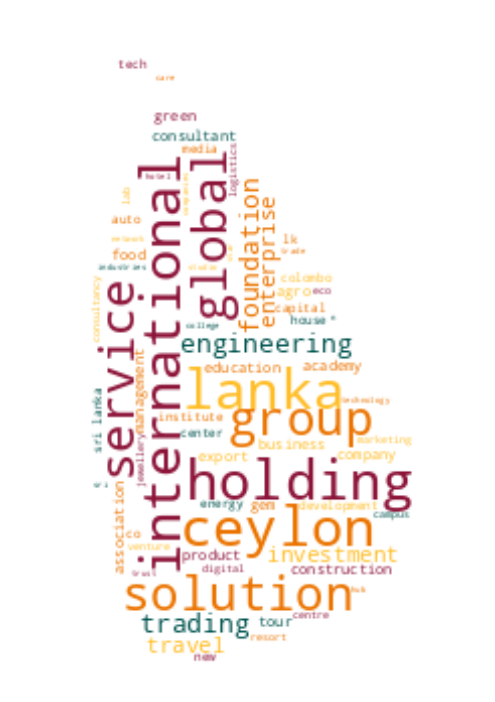 tech
care
green
consultant
media
logistics
hotel
international
global
companies
lab
foundation
enterprise
auto
network
lk
trade
food
industries
studio
star
colombo
consultancy
service
agro
eco
capital
house
college
engineering
management
education
academy
lanka
technology
institute
group
sri lanka
center
business
marketing
jewellery
export
company
holding
sri
association
energy
gem
development
campus
ceylon
co
venture
product
investment
trust
digital
construction
solution
hub
trading
tour
centre
travel
resort
new